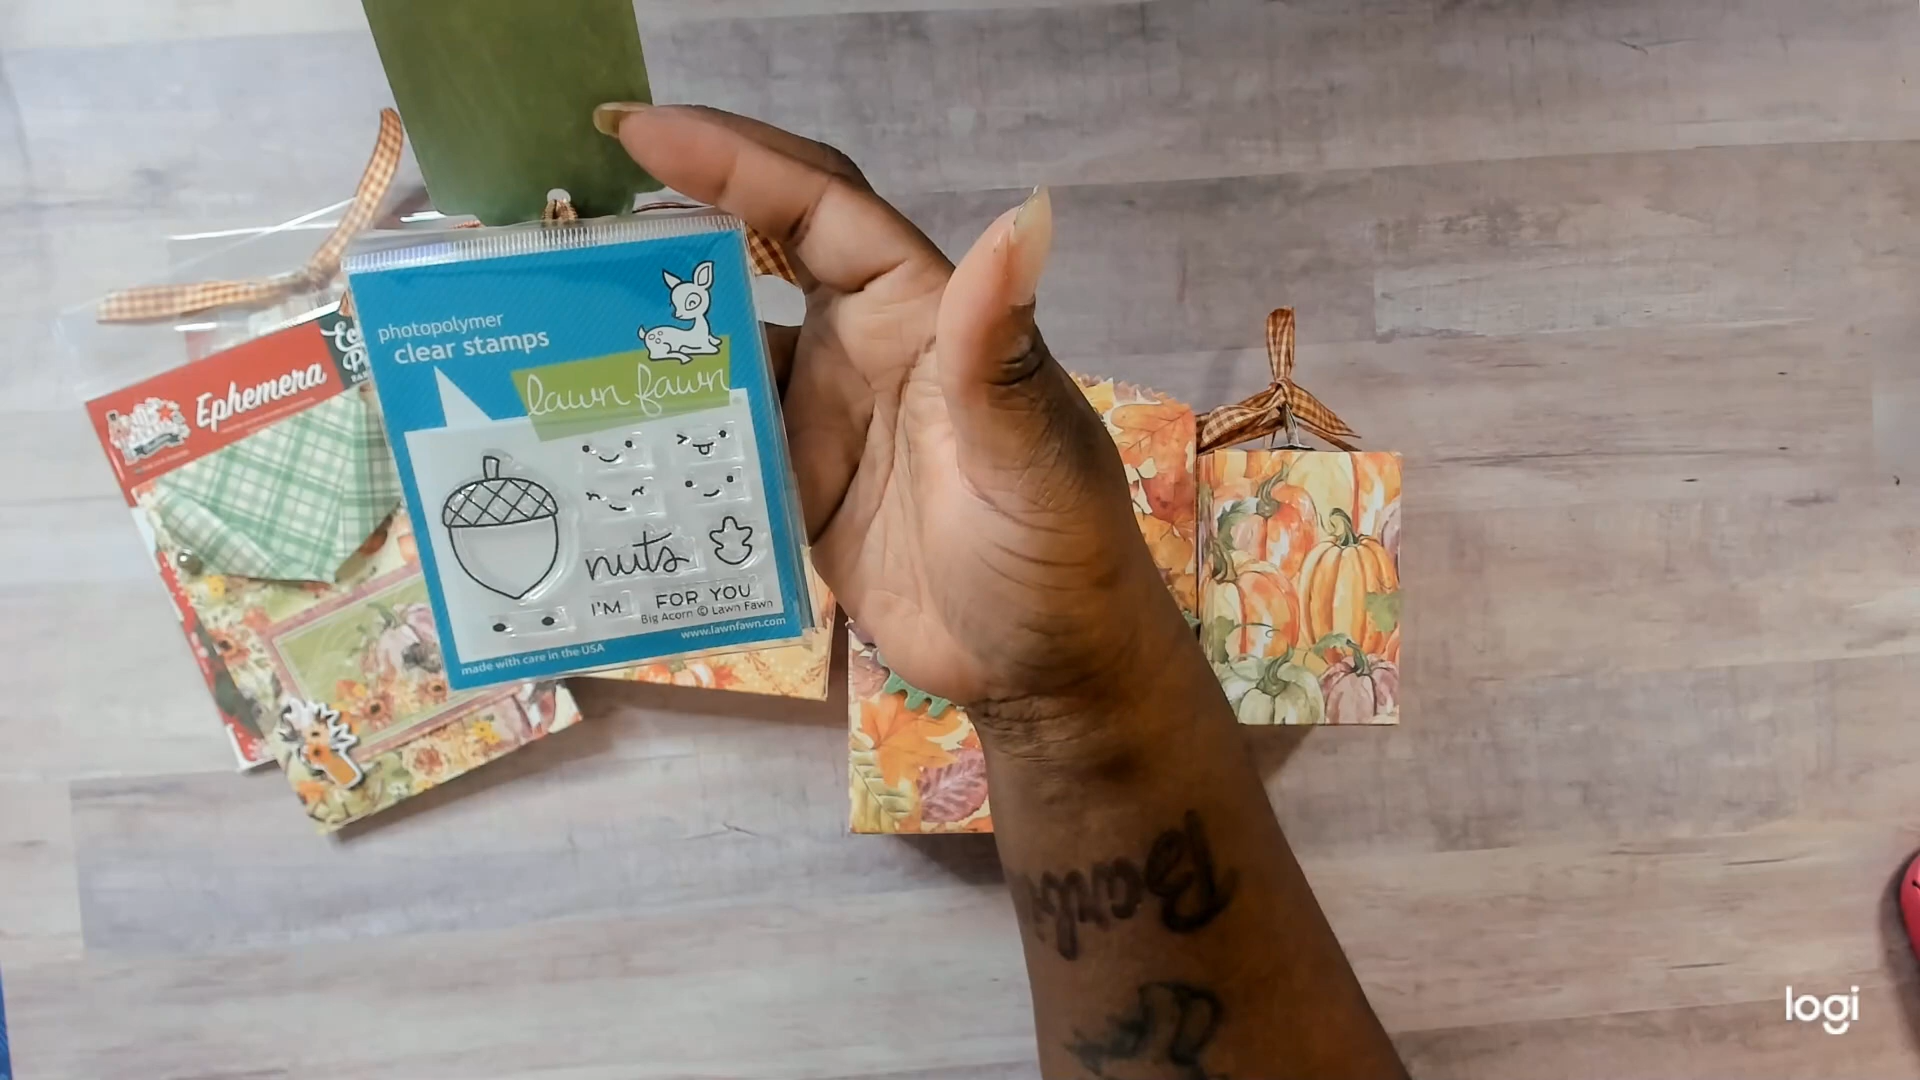 photopolymer
clear stamps
lawn fawn
Ephemera
nuts
I'M FOR YOU
Big Acorn © Lawn Fawn
www.lawnfawn.com
made with care in the USA
logi